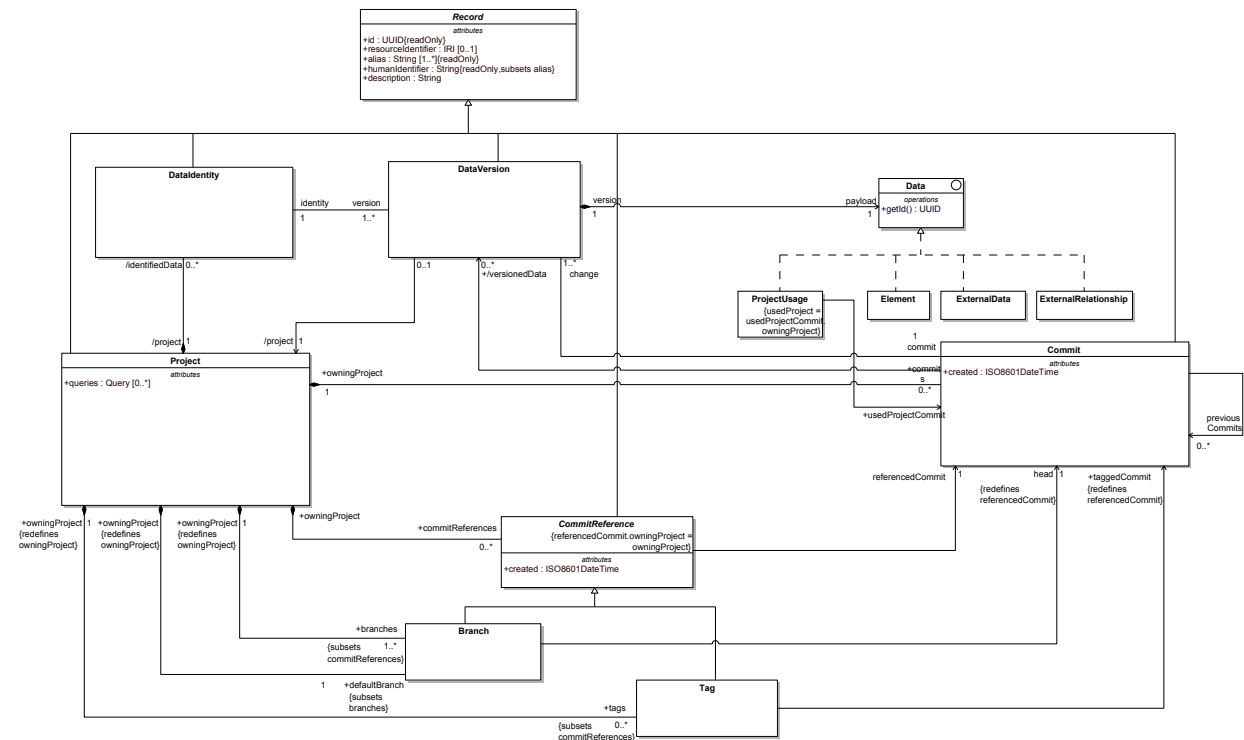 Record
attributes
+id : UUID{readOnly}
+resourceIdentifier : IRI [0..1]
+alias : String [1..*]{readOnly}
+humanIdentifier : String{readOnly,subsets alias}
+description : String
DataIdentity
identity
1
version
1..*
DataVersion
version
1
payload
1
Data
operations
+getId() : UUID
/identifiedData
0..*
0..1
0..*
+/versionedData
1..*
change
ProjectUsage
{usedProject =
usedProjectCommit.
owningProject}
Element
ExternalData
ExternalRelationship
/project
1
/project
1
Project
attributes
+queries : Query [0..*]
+owningProject
1
1
commit
+commit
s
0..*
+usedProjectCommit
Commit
attributes
+created : ISO8601DateTime
previous
Commits
0..*
referencedCommit
1
head
1
{redefines
referencedCommit}
+taggedCommit
{redefines
referencedCommit}
+owningProject
1
{redefines
owningProject}
+owningProject
{redefines
owningProject}
+owningProject
1
{redefines
owningProject}
+owningProject
+commitReferences
0..*
CommitReference
{referencedCommit.owningProject =
owningProject}
attributes
+created : ISO8601DateTime
+branches
{subsets
commitReferences}
1..*
Branch
1
+defaultBranch
{subsets
branches}
Tag
+tags
{subsets
commitReferences}
0..*